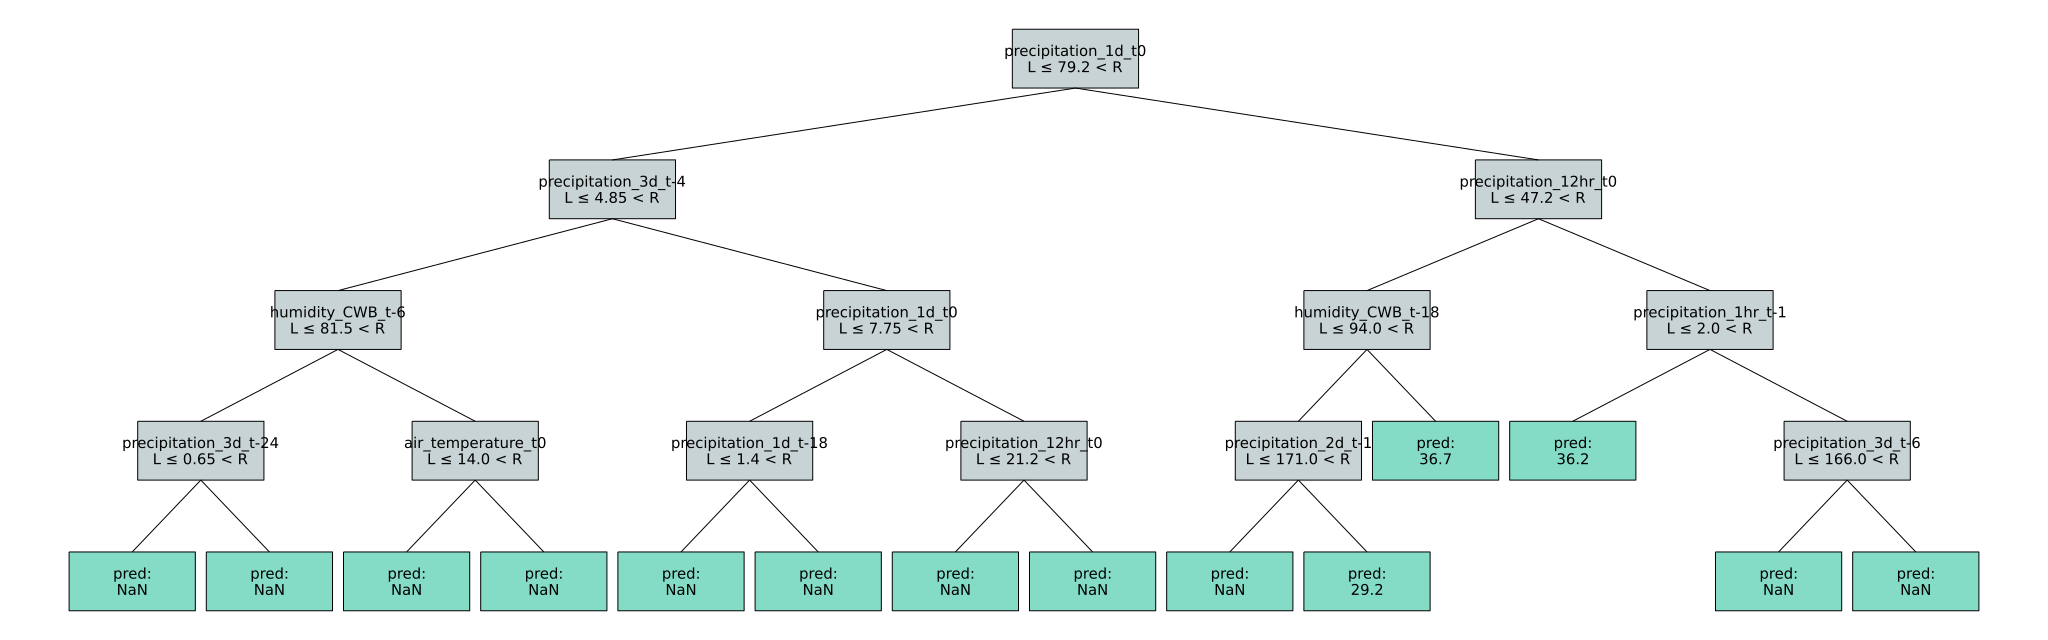 precipitation_1d_t0
L ≤ 79.2 < R
precipitation_3d_t-4
L ≤ 4.85 < R
precipitation_12hr_t0
L ≤ 47.2 < R
humidity_CWB_t-6
L ≤ 81.5 < R
precipitation_1d_t0
L ≤ 7.75 < R
humidity_CWB_t-18
L ≤ 94.0 < R
precipitation_1hr_t-1
L ≤ 2.0 < R
precipitation_3d_t-24
L ≤ 0.65 < R
air_temperature_t0
L ≤ 14.0 < R
precipitation_1d_t-18
L ≤ 1.4 < R
precipitation_12hr_t0
L ≤ 21.2 < R
precipitation_2d_t-1
L ≤ 171.0 < R
pred:
36.7
pred:
36.2
precipitation_3d_t-6
L ≤ 166.0 < R
pred:
NaN
pred:
NaN
pred:
NaN
pred:
NaN
pred:
NaN
pred:
NaN
pred:
NaN
pred:
NaN
pred:
NaN
pred:
29.2
pred:
NaN
pred:
NaN